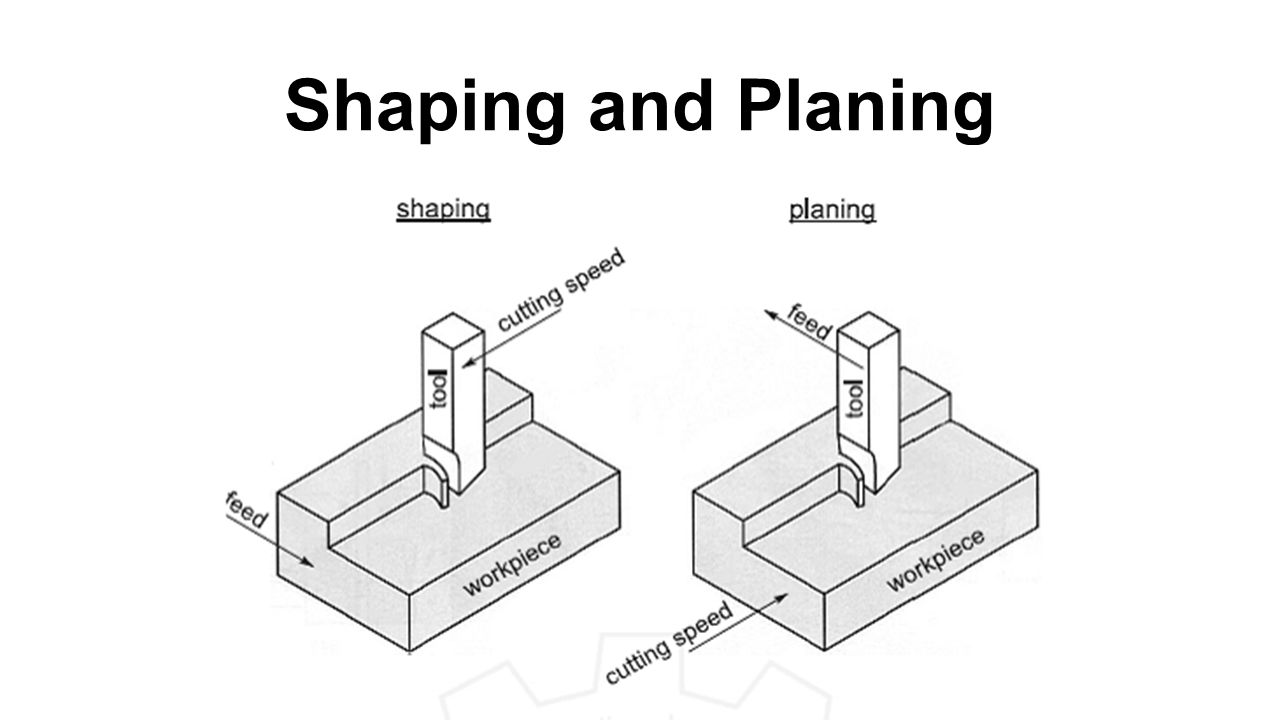 Shaping and Planing
shaping
cutting speed
tool
feed
workpiece
planing
feed
tool
workpiece
cutting speed